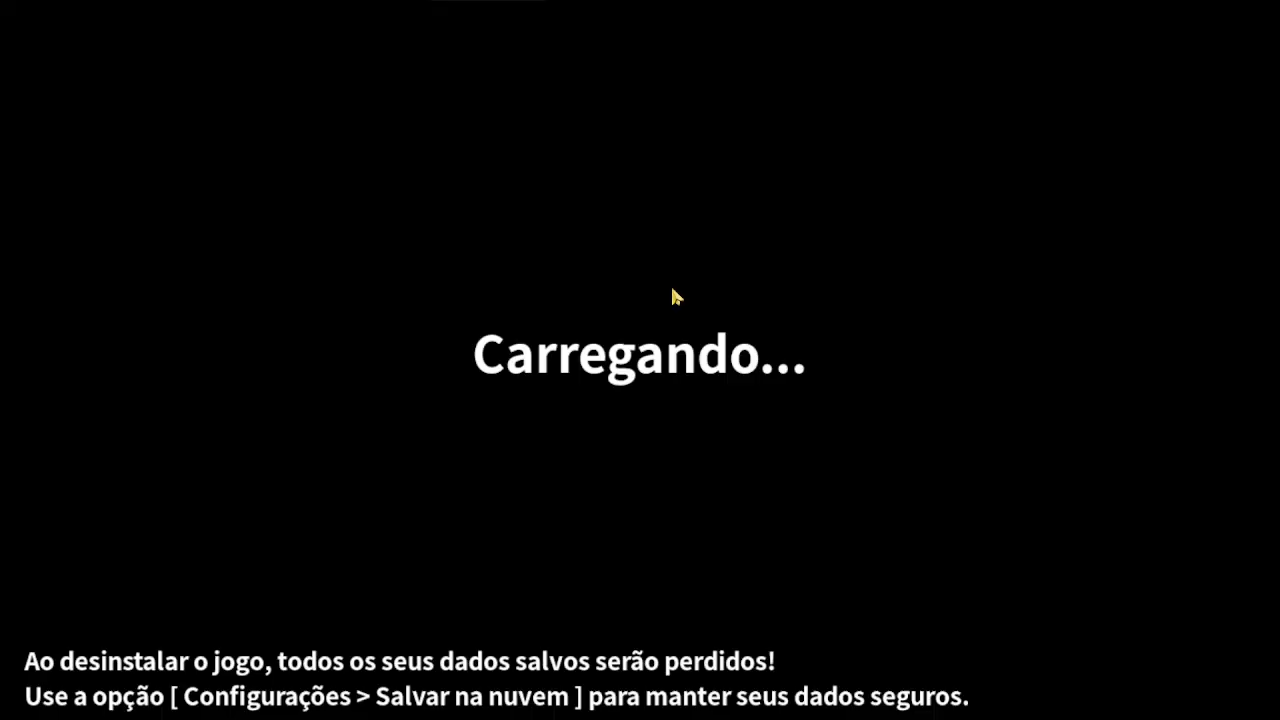 Carregando...
Ao desinstalar o jogo, todos os seus dados salvos serão perdidos!
Use a opção [ Configurações > Salvar na nuvem ] para manter seus dados seguros.